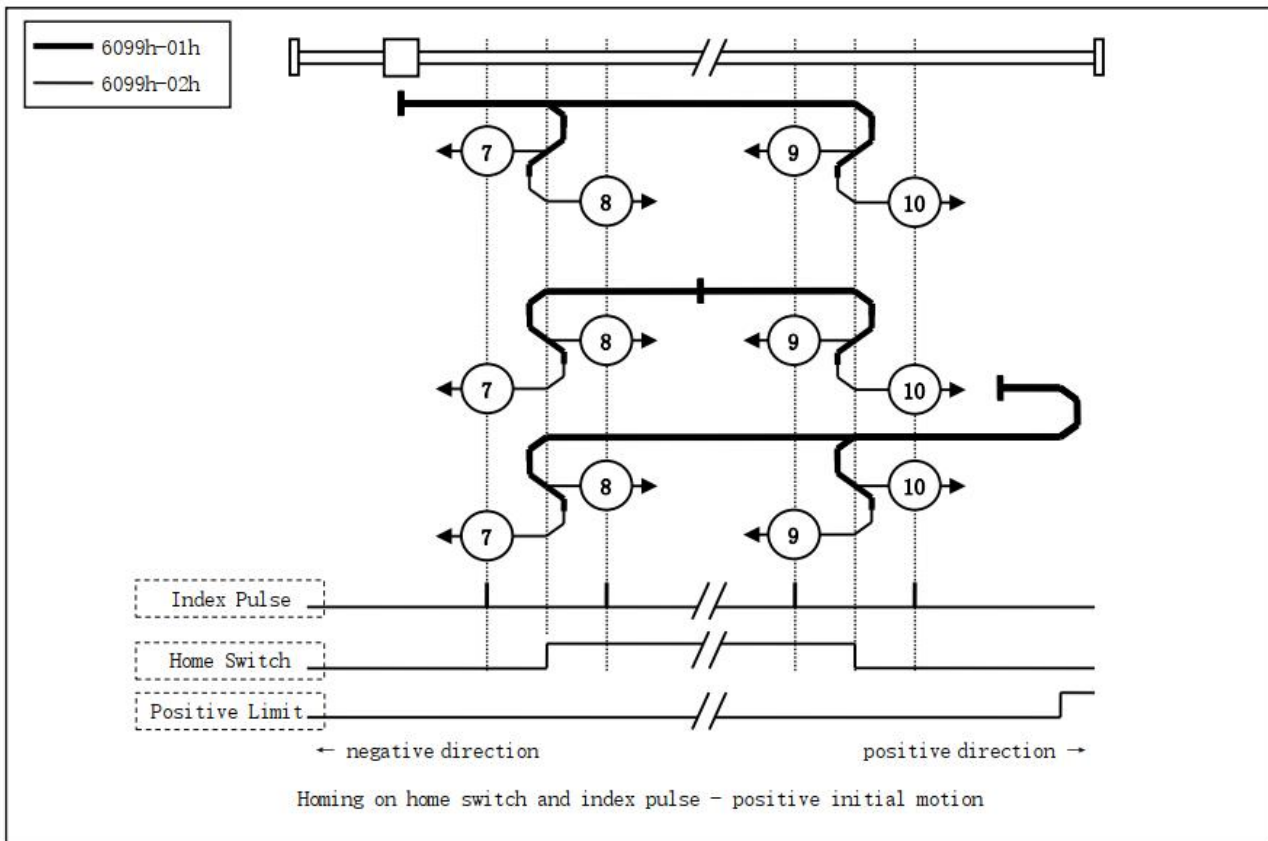 6099h-01h
6099h-02h
7
9
8
10
8
9
7
10
8
10
7
9
Index Pulse
Home Switch
Positive Limit
← negative direction
positive direction →
Homing on home switch and index pulse - positive initial motion